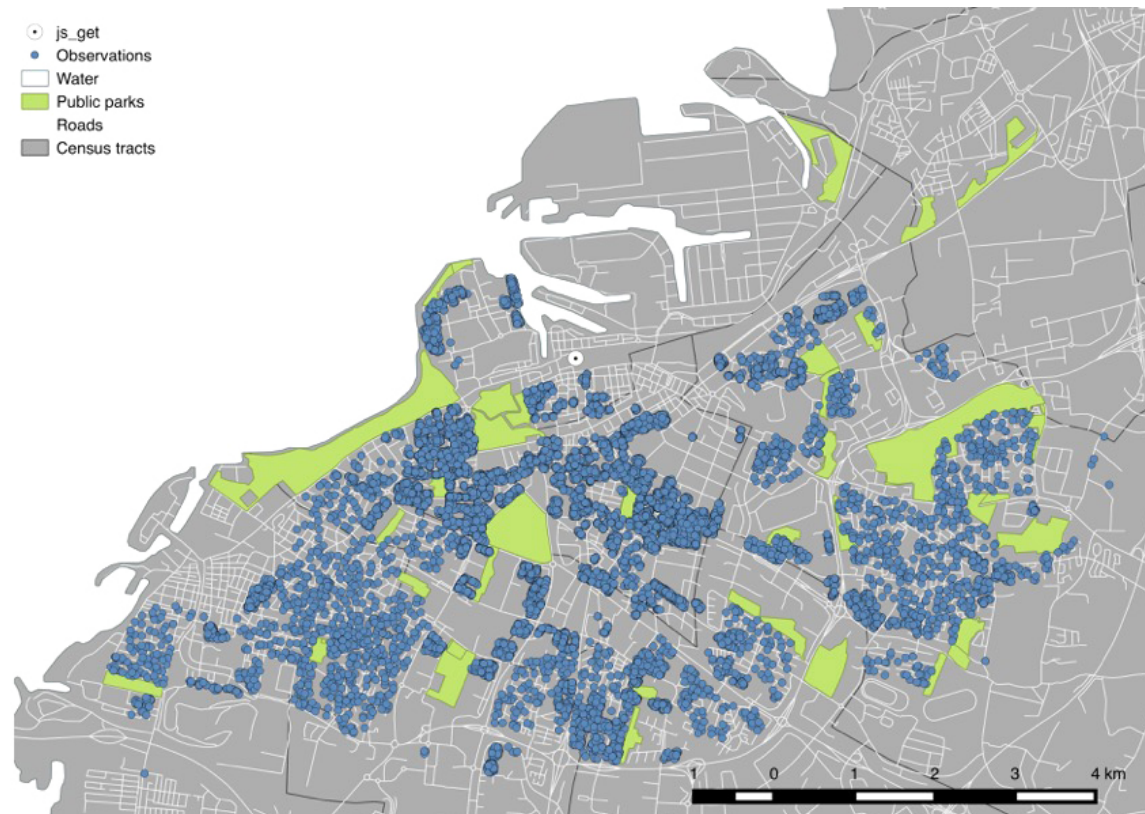 js_get
Observations
Water
Public parks
Roads
Census tracts
1 0 1 2 3 4 km